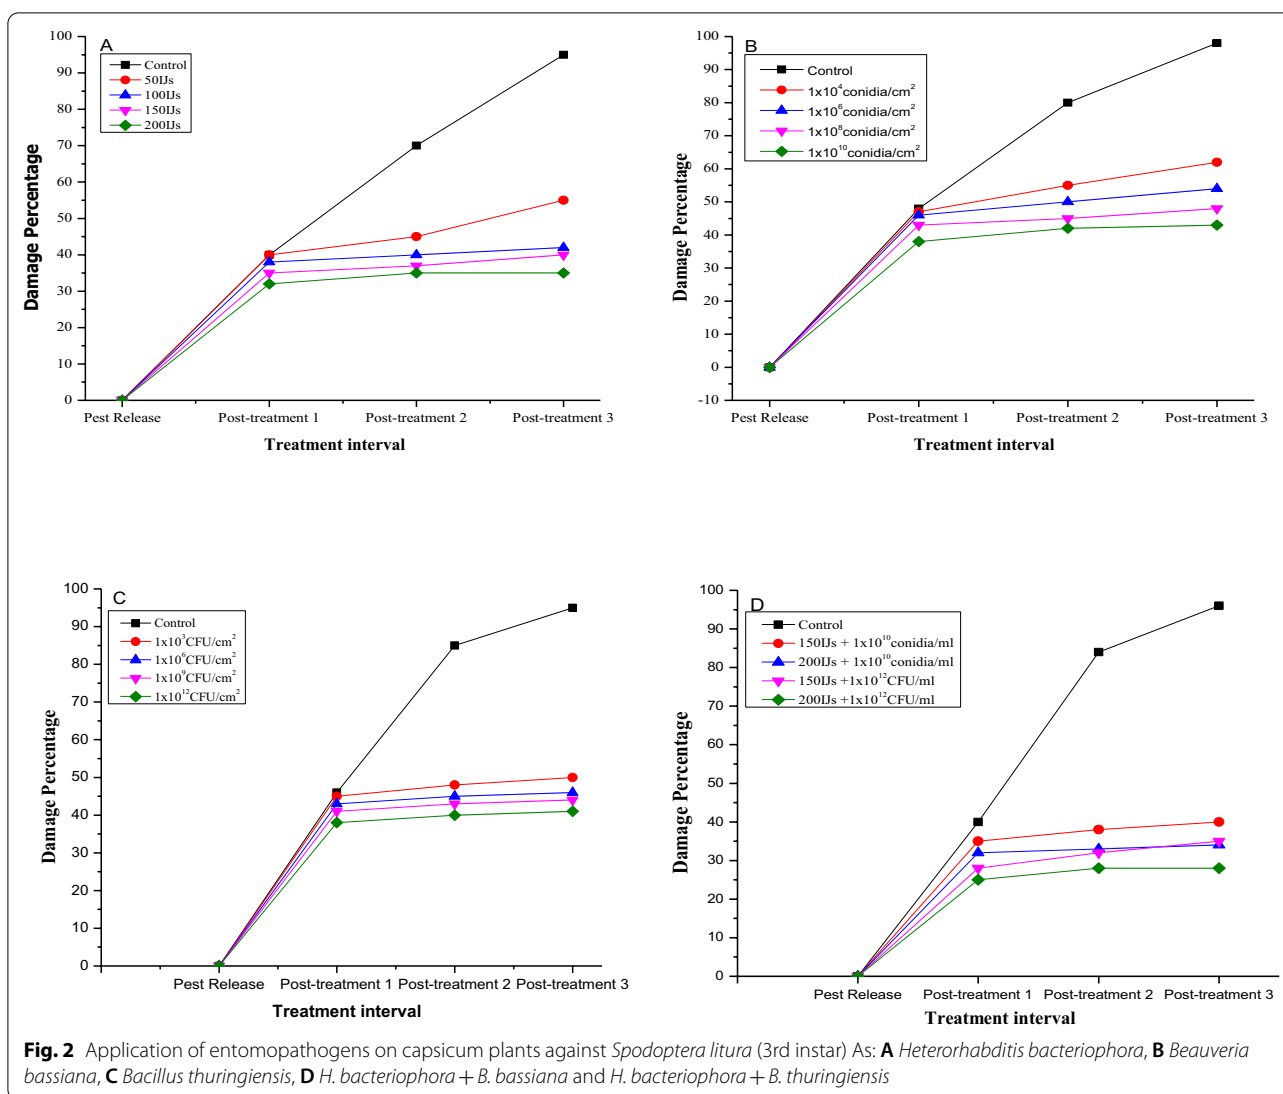 A
Control
50IJs
100IJs
150IJs
200IJs
100
90
80
70
60
50
40
30
20
10
0
Damage Percentage
Pest Release Post-treatment 1 Post-treatment 2 Post-treatment 3
Treatment interval
B
Control
1x10⁴conidia/cm²
1x10⁶conidia/cm²
1x10⁸conidia/cm²
1x10¹⁰conidia/cm²
100
90
80
70
60
50
40
30
20
10
0
-10
Damage Percentage
Pest Release Post-treatment 1 Post-treatment 2 Post-treatment 3
Treatment interval
C
Control
1x10³CFU/cm²
1x10⁶CFU/cm²
1x10⁹CFU/cm²
1x10¹²CFU/cm²
100
90
80
70
60
50
40
30
20
10
0
Damage Percentage
Pest Release Post-treatment 1 Post-treatment 2 Post-treatment 3
Treatment interval
D
Control
150IJs + 1x10¹⁰conidia/ml
200IJs + 1x10¹⁰conidia/ml
150IJs +1x10¹²CFU/ml
200IJs +1x10¹²CFU/ml
100
90
80
70
60
50
40
30
20
10
0
Damage Percentage
Pest Release Post-treatment 1 Post-treatment 2 Post-treatment 3
Treatment interval
Fig. 2 Application of entomopathogens on capsicum plants against Spodoptera litura (3rd instar) As: A Heterorhabditis bacteriophora, B Beauveria
bassiana, C Bacillus thuringiensis, D H. bacteriophora + B. bassiana and H. bacteriophora + B. thuringiensis